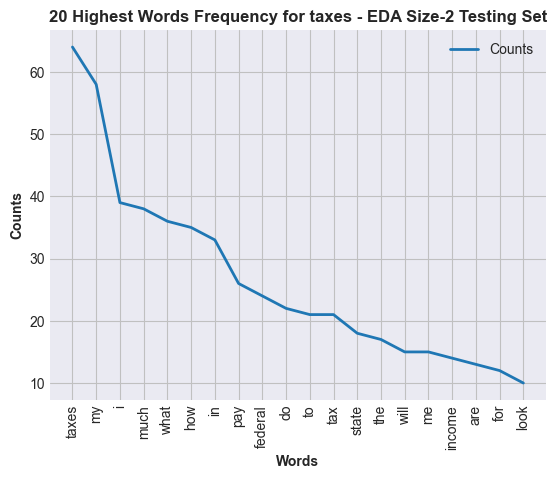 20 Highest Words Frequency for taxes - EDA Size-2 Testing Set
Counts
60
50
40
30
20
10
Counts
taxes
my
i
much
what
how
in
pay
federal
do
to
tax
state
the
will
me
income
are
for
look
Words